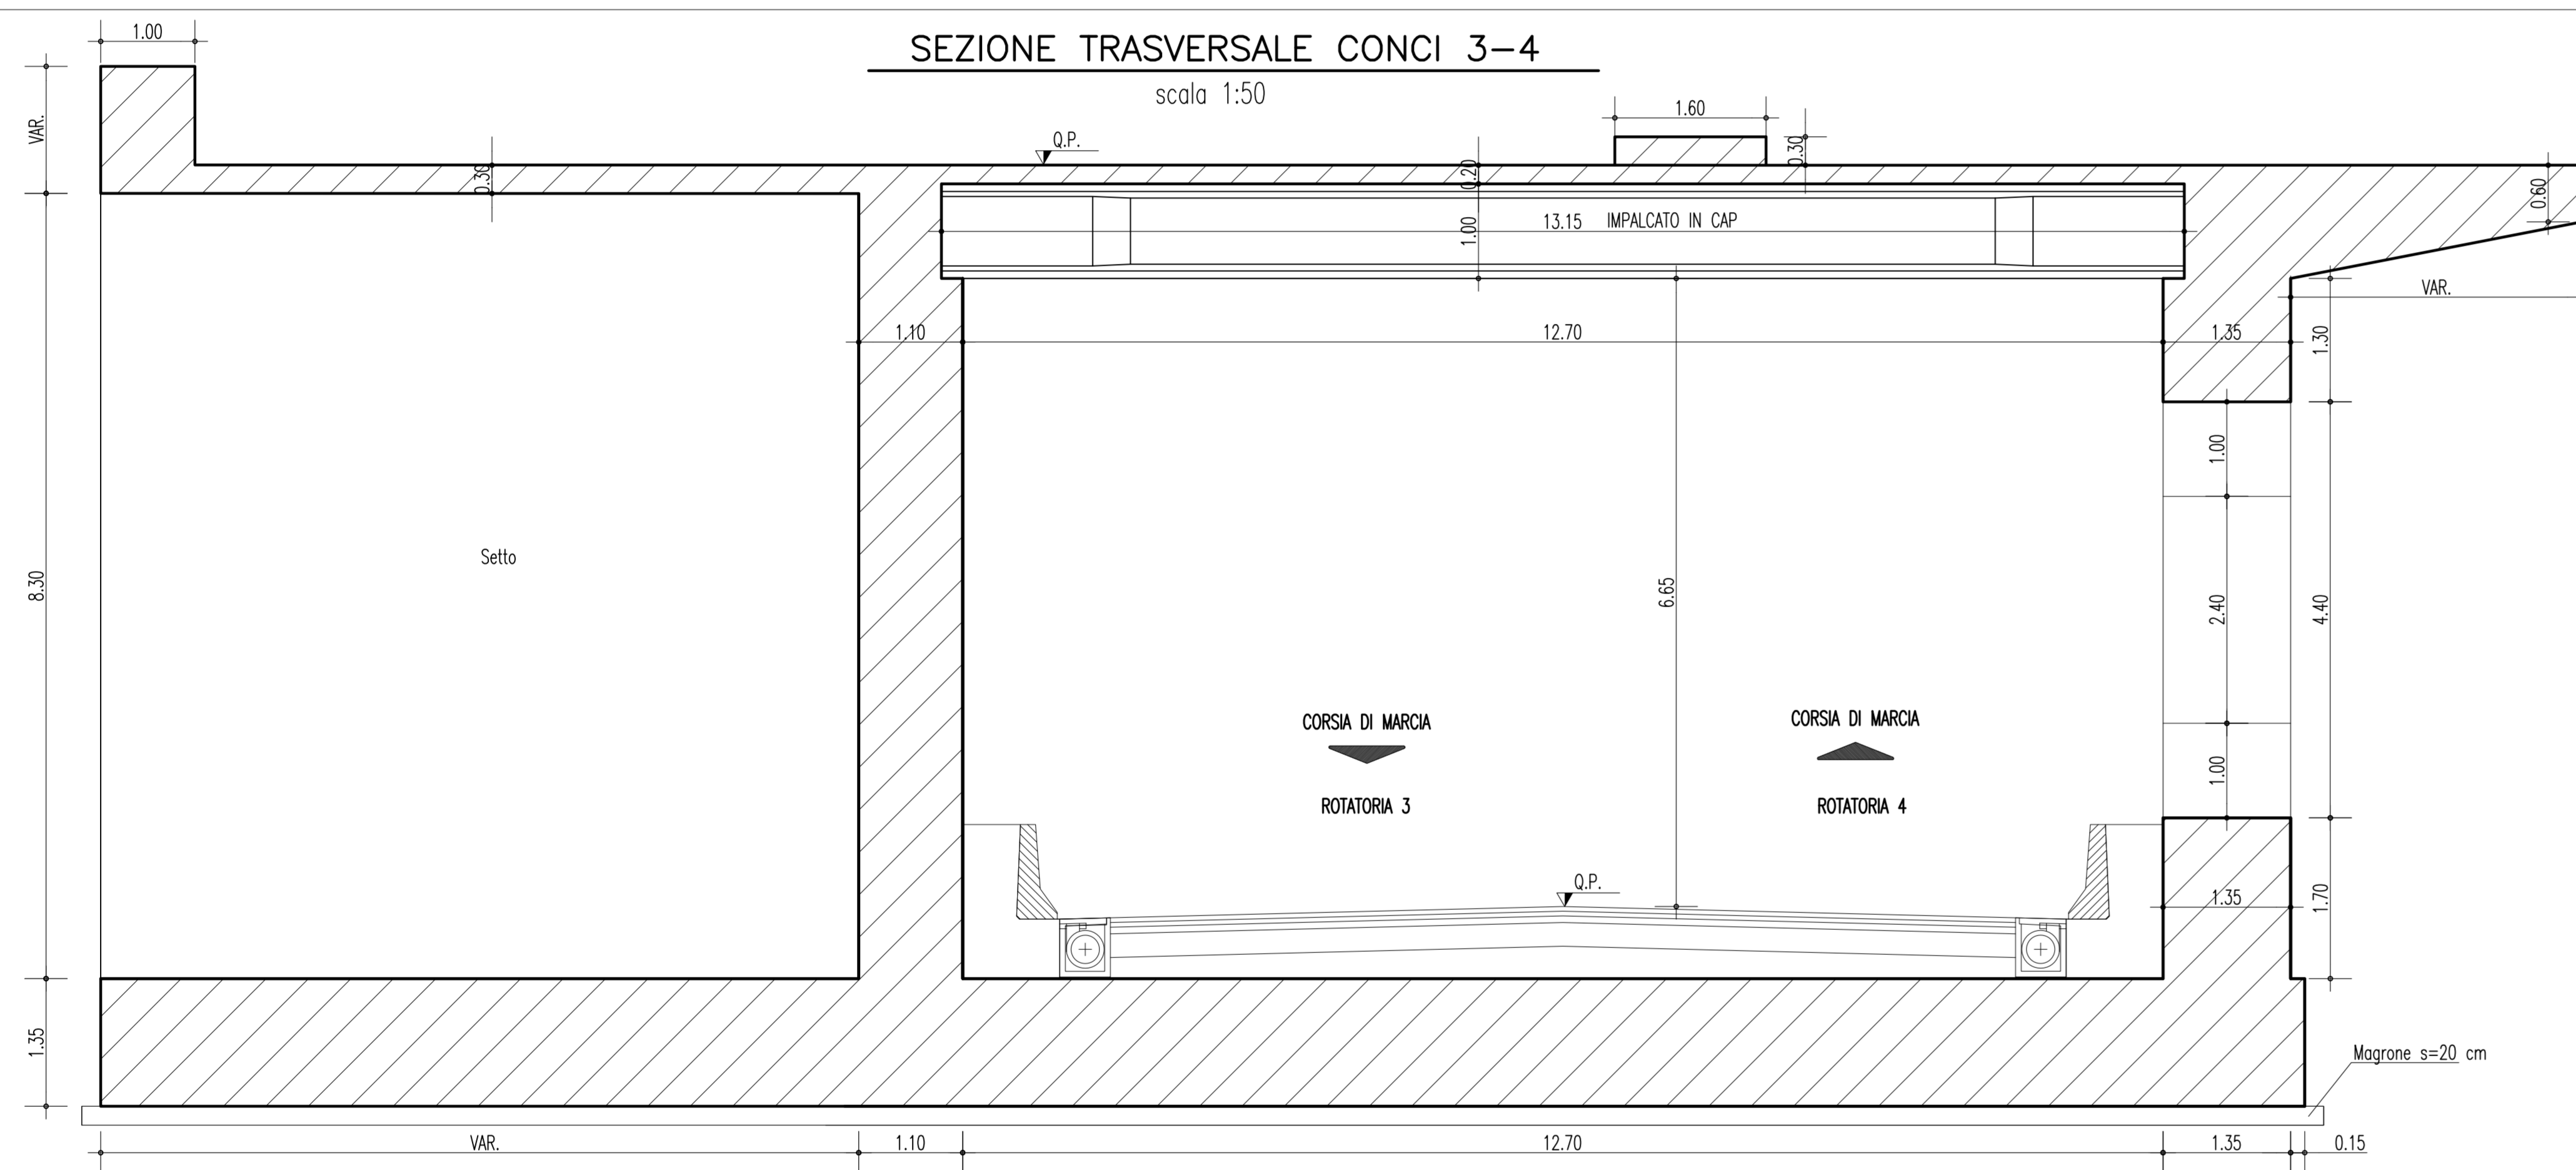 1.00
SEZIONE TRASVERSALE CONCI 3-4
scala 1:50
1.60
VAR.
Q.P.
0.30
0.30
0.20
0.60
1.00
13.15 IMPALCATO IN CAP
VAR.
1.10
12.70
1.35
1.30
1.00
Setto
8.30
6.65
2.40
4.40
CORSIA DI MARCIA
CORSIA DI MARCIA
1.00
ROTATORIA 3
ROTATORIA 4
Q.P.
1.35
1.70
1.35
Magrone s=20 cm
VAR.
1.10
12.70
1.35
0.15